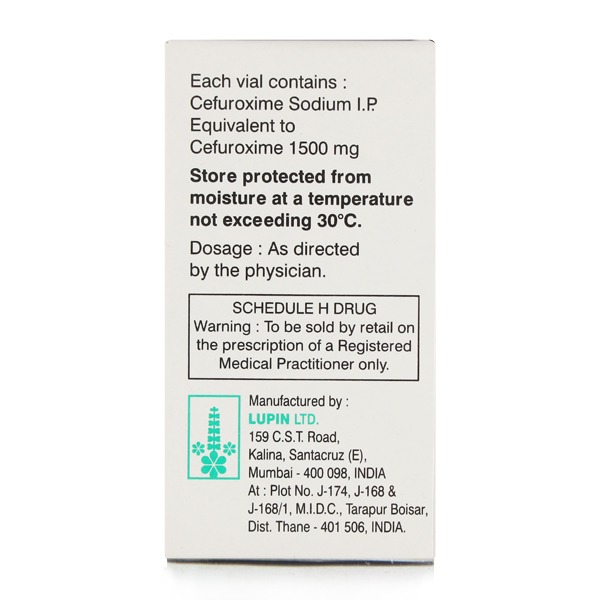 Each vial contains :
Cefuroxime Sodium I.P.
Equivalent to
Cefuroxime 1500 mg
Store protected from
moisture at a temperature
not exceeding 30°C.
Dosage : As directed
by the physician.
SCHEDULE H DRUG
Warning : To be sold by retail on
the prescription of a Registered
Medical Practitioner only.
Manufactured by :
LUPIN LTD.
159 C.S.T. Road,
Kalina, Santacruz (E),
Mumbai - 400 098, INDIA
At : Plot No. J-174, J-168 &
J-168/1, M.I.D.C., Tarapur Boisar,
Dist. Thane - 401 506, INDIA.